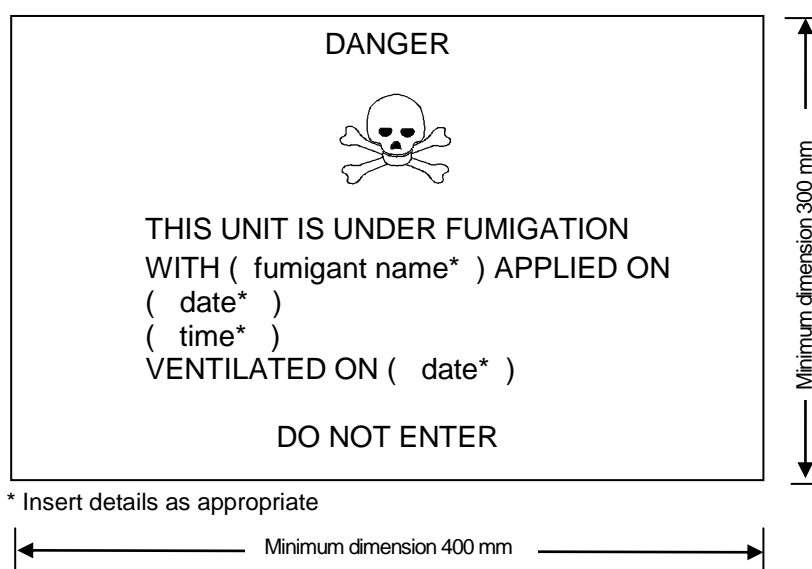 DANGER
THIS UNIT IS UNDER FUMIGATION
WITH ( fumigant name* ) APPLIED ON
( date* )
( time* )
VENTILATED ON ( date* )
DO NOT ENTER
* Insert details as appropriate
Minimum dimension 400 mm
Minimum dimension 300 mm